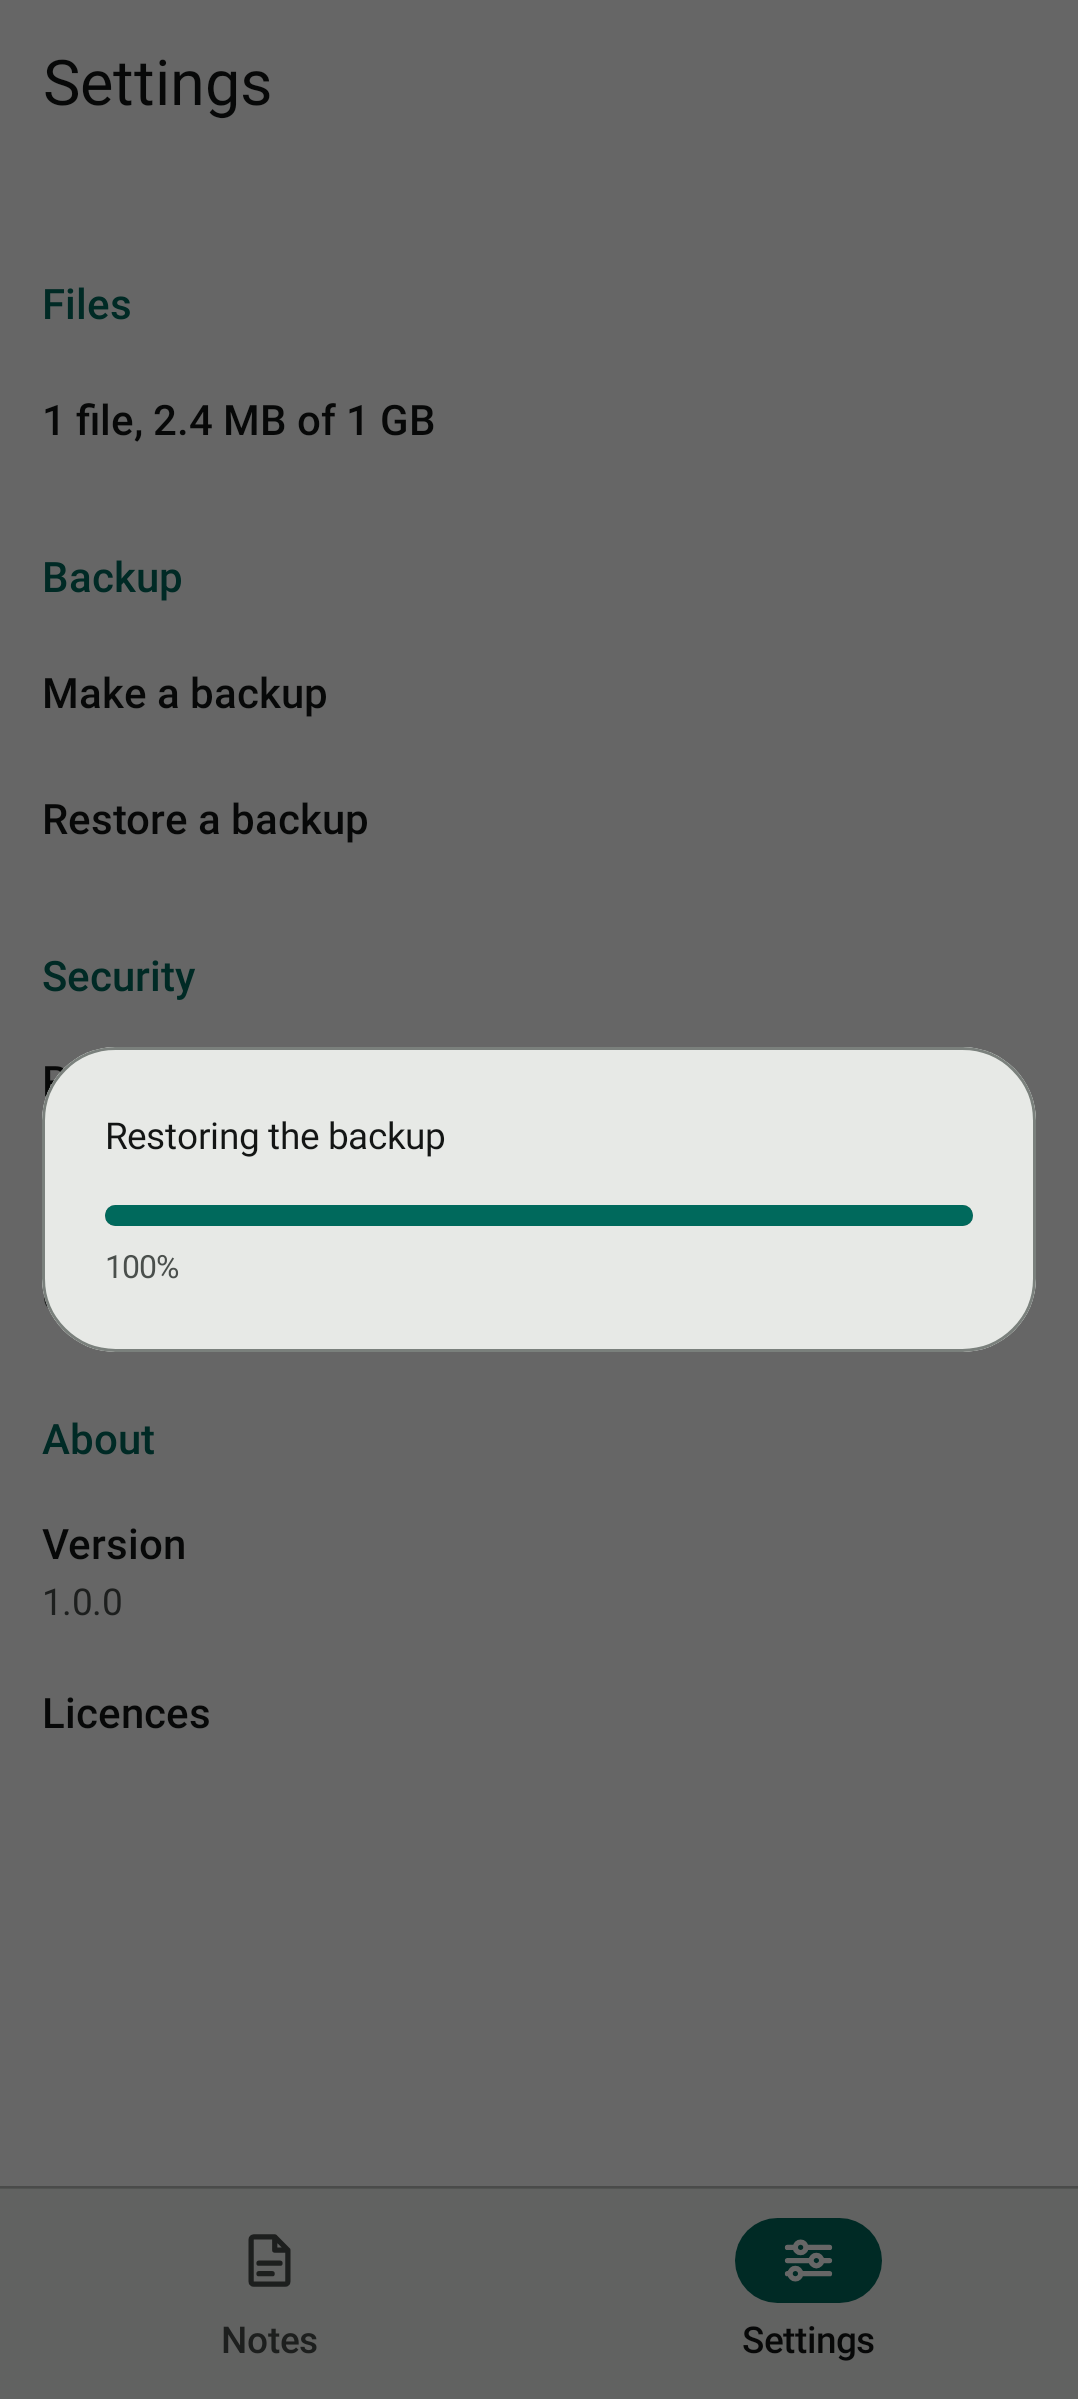 Settings
Files
1 file, 2.4 MB of 1 GB
Backup
Make a backup
Restore a backup
Security
Restoring the backup
100%
About
Version
1.0.0
Licences
Notes
Settings